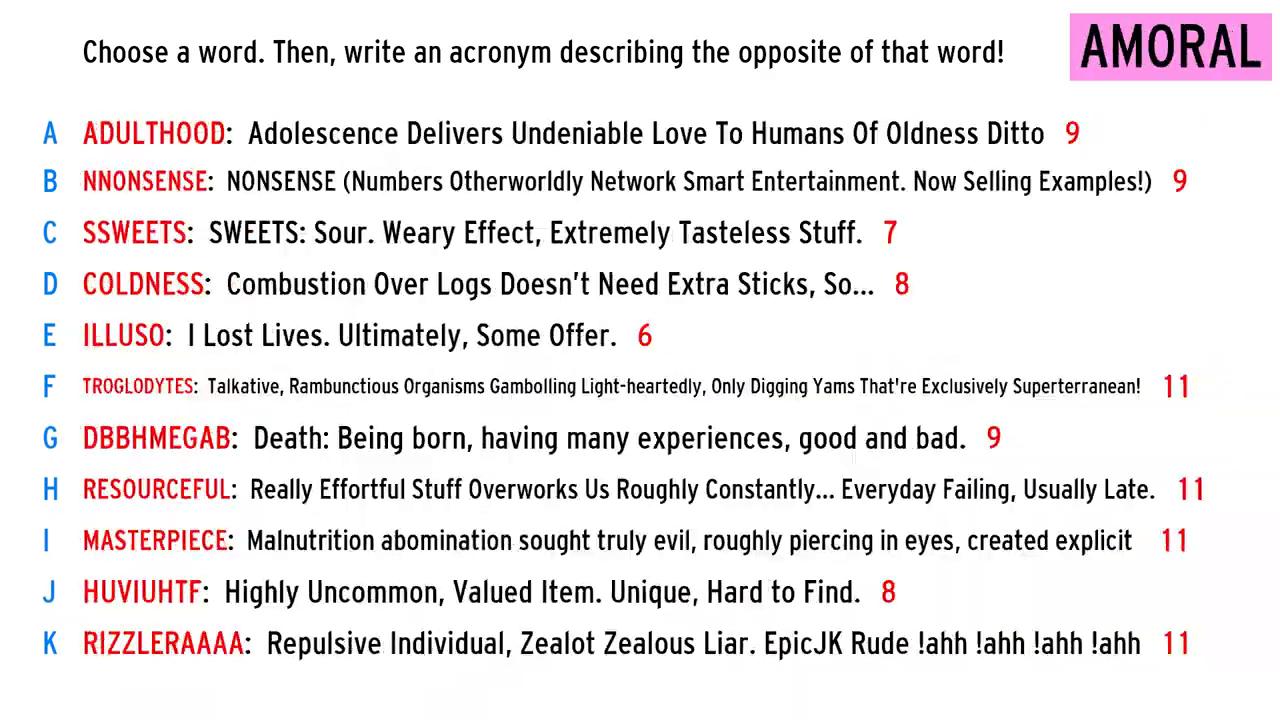 Choose a word. Then, write an acronym describing the opposite of that word!
AMORAL
A ADULTHOOD: Adolescence Delivers Undeniable Love To Humans Of Oldness Ditto 9
B NNONSENSE: NONSENSE (Numbers Otherworldly Network Smart Entertainment. Now Selling Examples!) 9
C SSWEETS: SWEETS: Sour. Weary Effect, Extremely Tasteless Stuff. 7
D COLDNESS: Combustion Over Logs Doesn't Need Extra Sticks, So... 8
E ILLUSO: I Lost Lives. Ultimately, Some Offer. 6
F TROGLODYTES: Talkative, Rambunctious Organisms Gambolling Light-heartedly, Only Digging Yams That're Exclusively Superterranean! 11
G DBBHMEGAB: Death: Being born, having many experiences, good and bad. 9
H RESOURCEFUL: Really Effortful Stuff Overworks Us Roughly Constantly... Everyday Failing, Usually Late. 11
I MASTERPIECE: Malnutrition abomination sought truly evil, roughly piercing in eyes, created explicit 11
J HUVIUHTF: Highly Uncommon, Valued Item. Unique, Hard to Find. 8
K RIZZLERAAAA: Repulsive Individual, Zealot Zealous Liar. EpicJK Rude !ahh !ahh !ahh !ahh 11